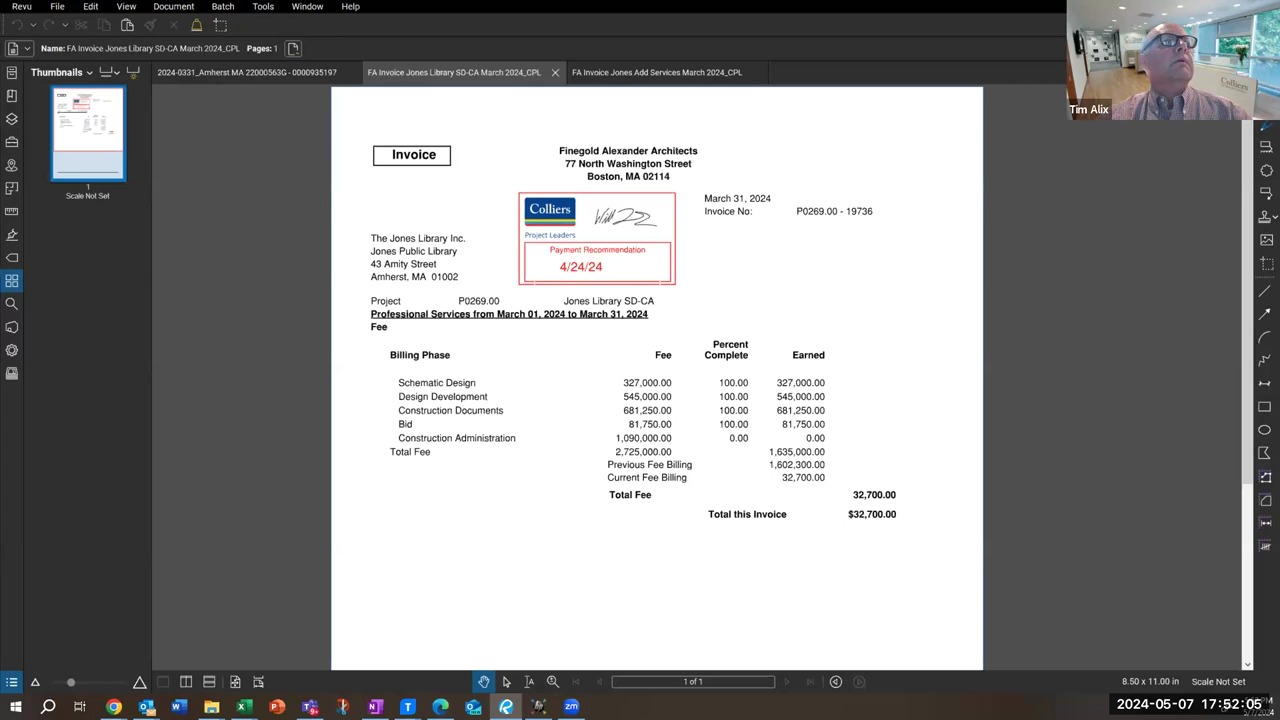 Revu File Edit View Document Batch Tools Window Help
Name: FA Invoice Jones Library SD-CA March 2024_CPL Pages: 1
Thumbnails
2024-0331_Amherst MA 22000563G - 0000935197
FA Invoice Jones Library SD-CA March 2024_CPL
FA Invoice Jones Add Services March 2024_CPL
1
Scale Not Set
Colliers
Tim Alix
Invoice
Finegold Alexander Architects
77 North Washington Street
Boston, MA 02114
Colliers
Project Leaders
Payment Recommendation
4/24/24
March 31, 2024
Invoice No: P0269.00 - 19736
The Jones Library Inc.
Jones Public Library
43 Amity Street
Amherst, MA 01002
Project P0269.00 Jones Library SD-CA
Professional Services from March 01, 2024 to March 31, 2024
Fee
Billing Phase Fee Percent Complete Earned
Schematic Design 327,000.00 100.00 327,000.00
Design Development 545,000.00 100.00 545,000.00
Construction Documents 681,250.00 100.00 681,250.00
Bid 81,750.00 100.00 81,750.00
Construction Administration 1,090,000.00 0.00 0.00
Total Fee 2,725,000.00 1,635,000.00
Previous Fee Billing 1,602,300.00
Current Fee Billing 32,700.00
Total Fee 32,700.00
Total this Invoice $32,700.00
1 of 1
8.50 x 11.00 in Scale Not Set
2024-05-07 17:52:05